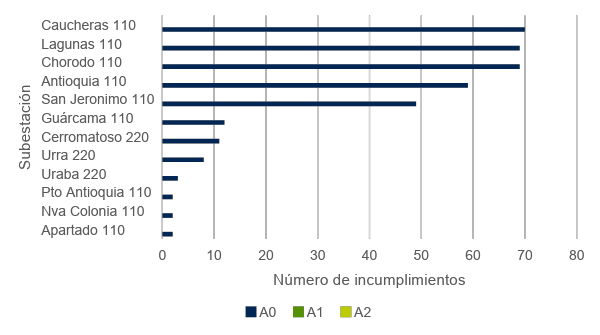 Caucheras 110
Lagunas 110
Chorodo 110
Antioquia 110
San Jeronimo 110
Guárcama 110
Cerromatoso 220
Urra 220
Uraba 220
Pto Antioquia 110
Nva Colonia 110
Apartado 110
Subestación
0 10 20 30 40 50 60 70 80
Número de incumplimientos
A0 A1 A2